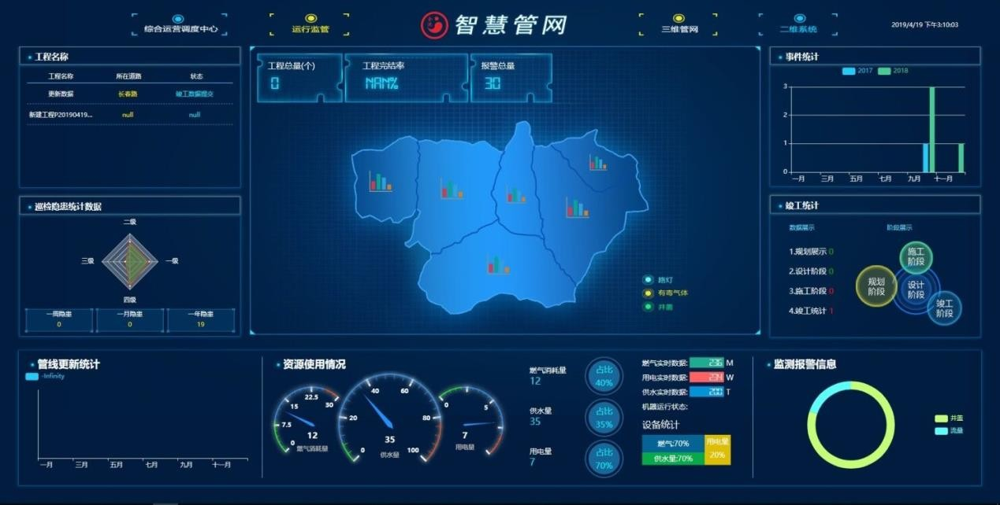 综合运营调度中心
运行监管
智慧管网
三维管网
二维系统
2019/4/19 下午3:10:03
工程名称
工程名称 所在道路 状态
更新数据 长春路 竣工数据提交
新建工程P20190419... null null
巡检隐患统计数据
二级
三级 一级
四级
一周隐患 一月隐患 一年隐患
0 0 19
工程总量(个) 工程完结率 报警总量
0 NAN% 30
路灯
有毒气体
井盖
事件统计
2017 2018
3
2
1
0
一月 三月 五月 七月 九月 十一月
竣工统计
数据展示 阶段展示
1.规划展示 0
2.设计阶段 0
3.施工阶段 0
4.竣工统计 1
施工
阶段
规划
阶段
设计
阶段
竣工
阶段
管线更新统计
-Infinity
一月 三月 五月 七月 九月 十一月
资源使用情况
0 7.5 15 22.5 30
12
燃气消耗量
0 20 40 60 80 100
35
供水量
0 5
7
用电量
燃气消耗量
12
占比
40%
供水量
35
占比
35%
用电量
7
占比
70%
燃气实时数据: 236 M
用电实时数据: 234 W
供水实时数据: 200 T
机器运行状态:
设备统计
燃气:70%
供水量:70%
用电量
20%
监测报警信息
井盖
流量